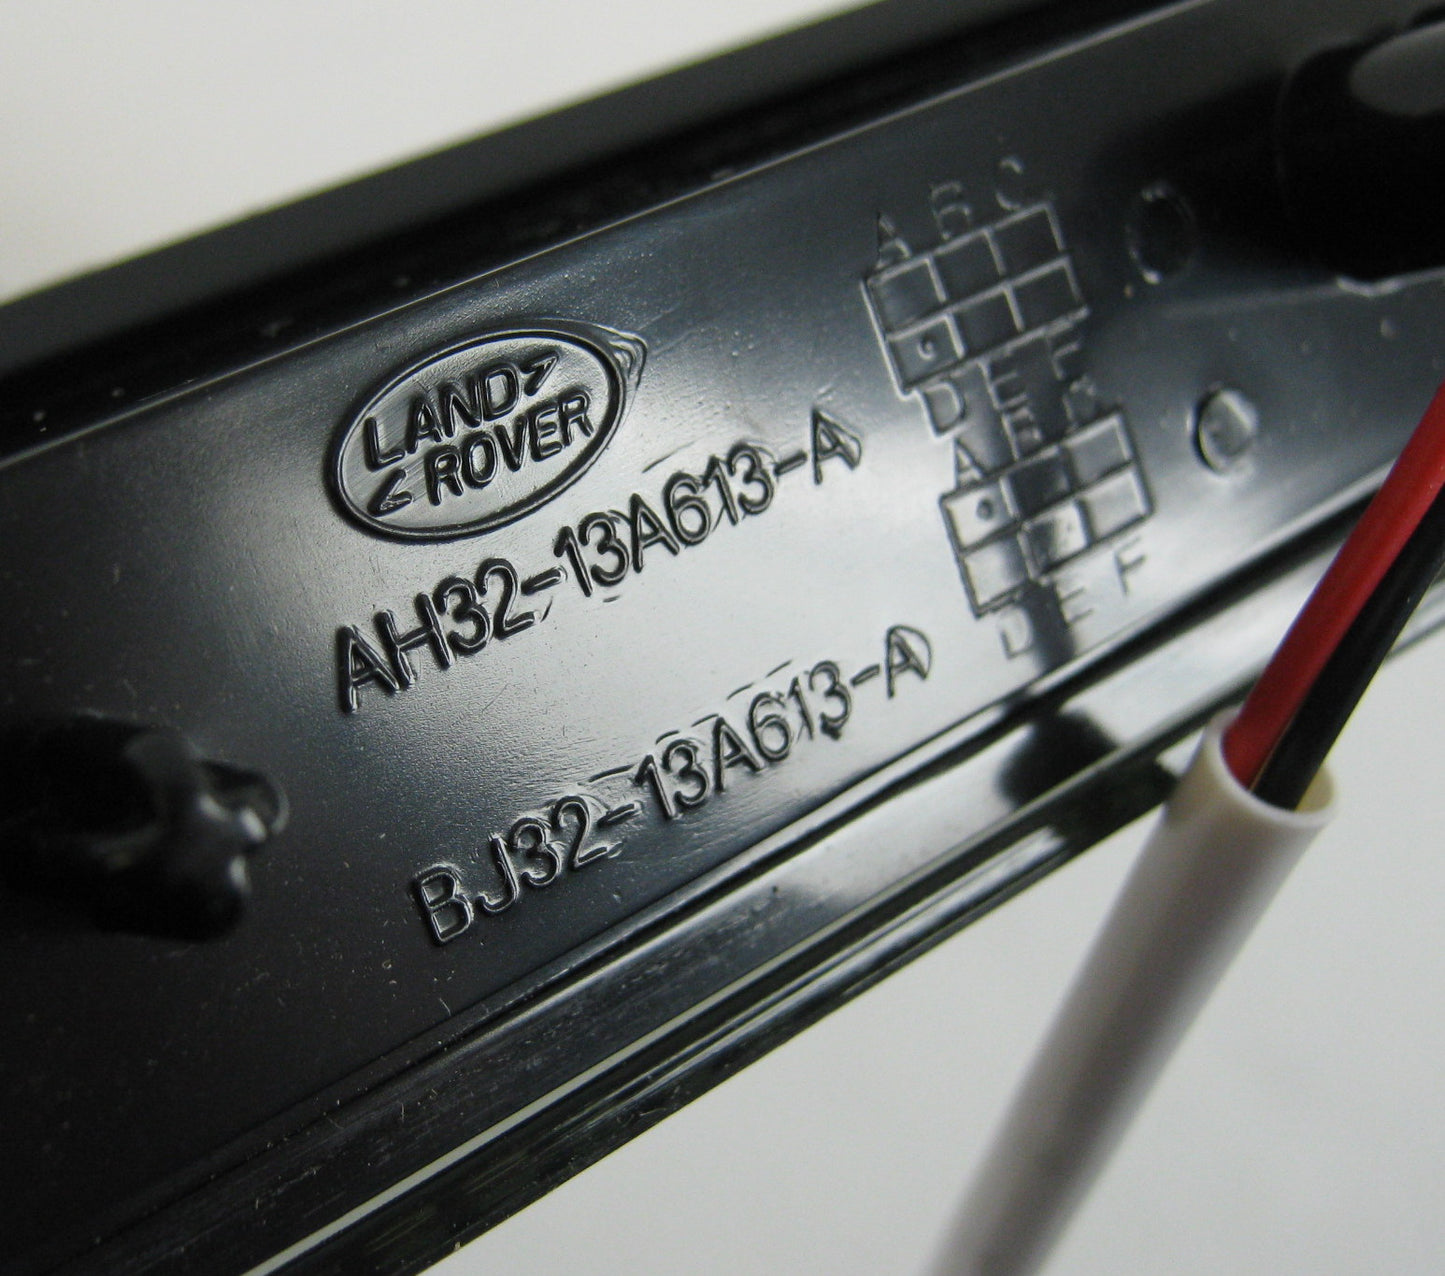 LAND
ROVER
AH32-13A613-A
BJ32-13A613-A
A B C
D E F
A B C
D E F